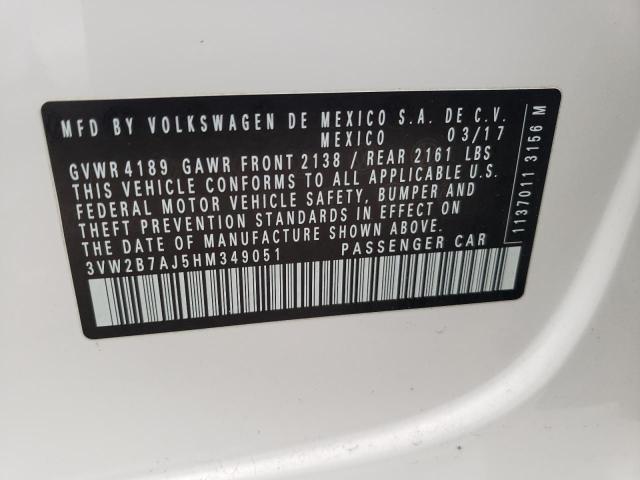 MFD BY VOLKSWAGEN DE MEXICO S.A. DE C.V.
MEXICO 03/17
GVWR 4189 GAWR FRONT 2138 / REAR 2161 LBS
THIS VEHICLE CONFORMS TO ALL APPLICABLE U.S.
FEDERAL MOTOR VEHICLE SAFETY, BUMPER AND
THEFT PREVENTION STANDARDS IN EFFECT ON
THE DATE OF MANUFACTURE SHOWN ABOVE.
3VW2B7AJ5HM349051 PASSENGER CAR
1137011 3156 M